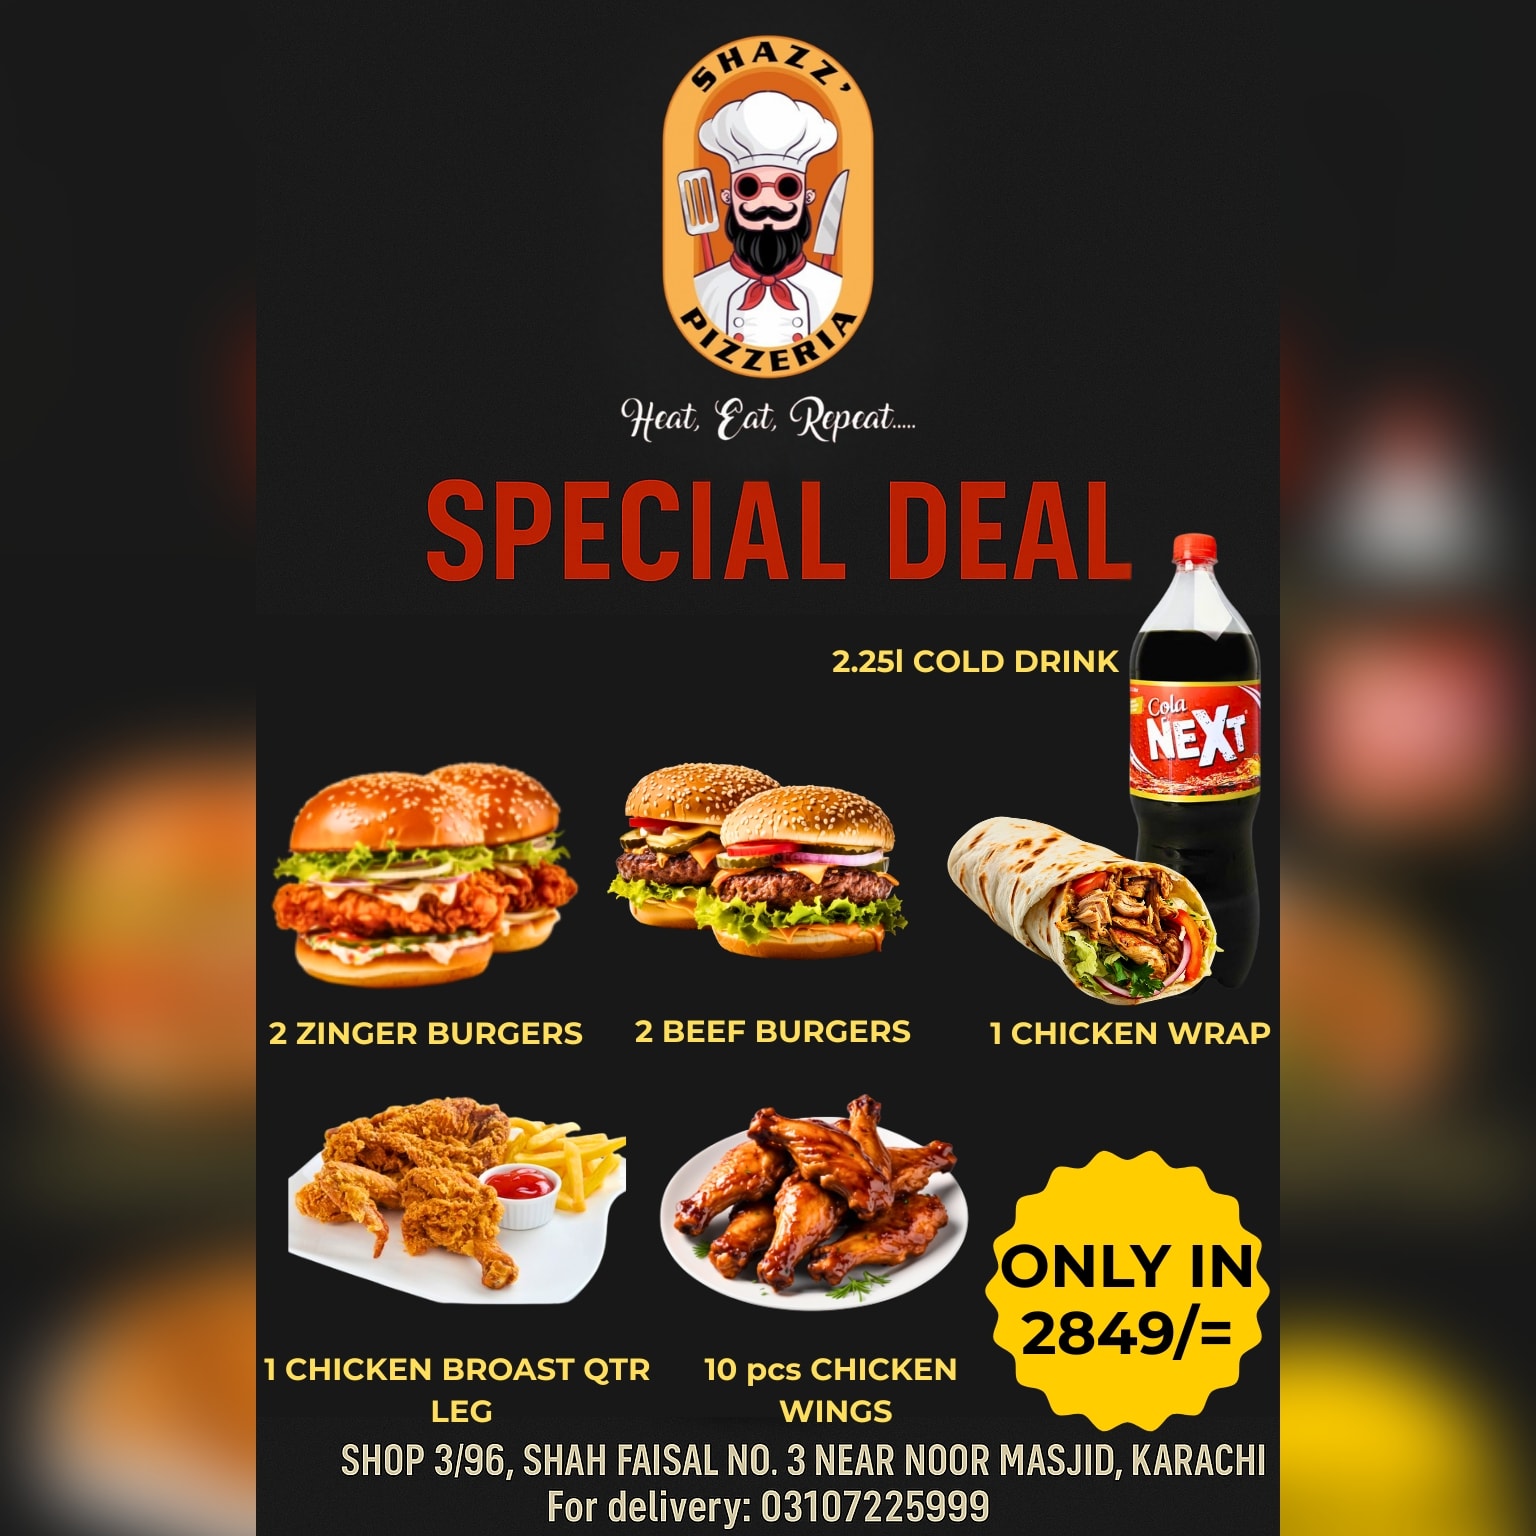 SHAZZ'
PIZZERIA
Heat, Eat, Repeat.....
SPECIAL DEAL
2.25l COLD DRINK
Cola
NEXT
2 ZINGER BURGERS
2 BEEF BURGERS
1 CHICKEN WRAP
1 CHICKEN BROAST QTR
LEG
10 pcs CHICKEN
WINGS
ONLY IN
2849/=
SHOP 3/96, SHAH FAISAL NO. 3 NEAR NOOR MASJID, KARACHI
For delivery: 03107225999